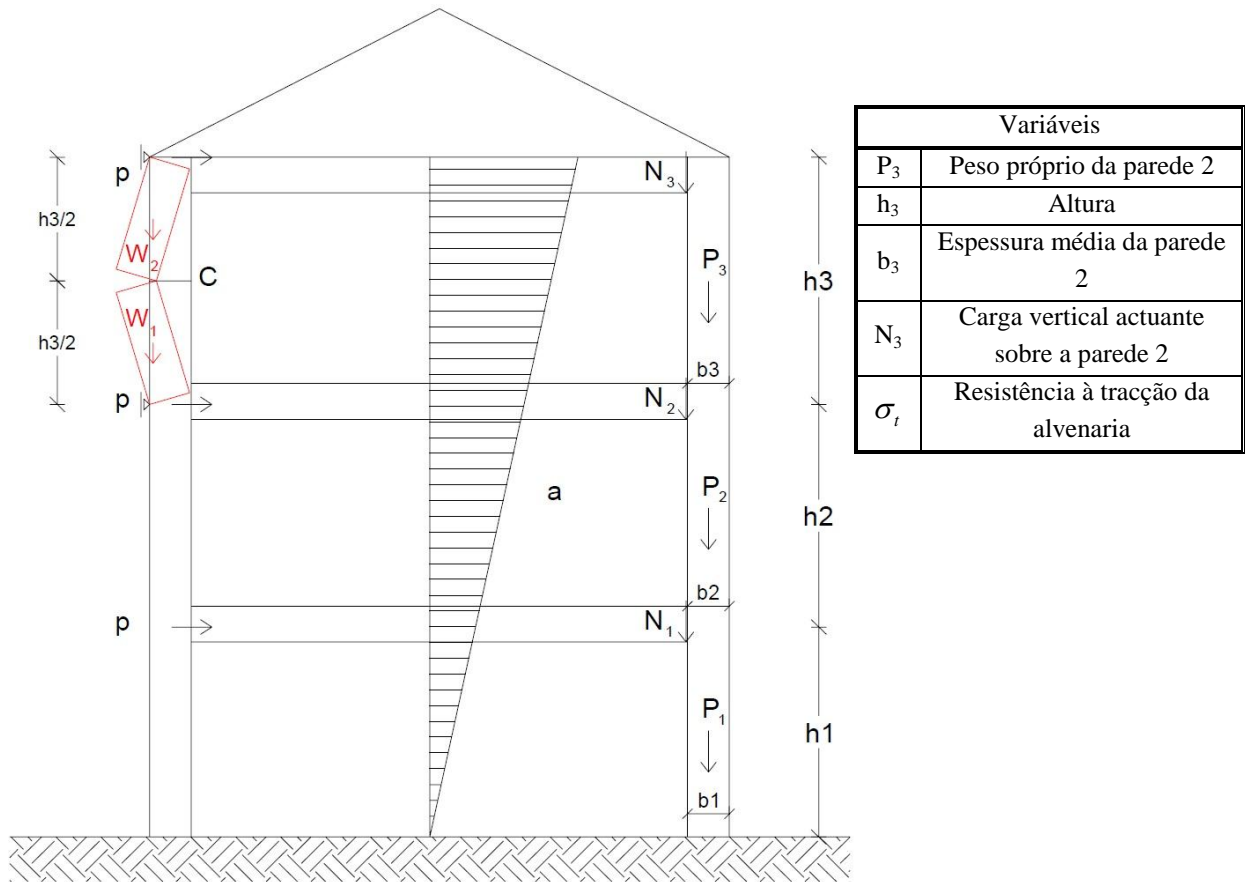 p
h3/2
W₂
C
h3/2
W₁
p
p
a
N₃
P₃
b3
N₂
P₂
b2
N₁
P₁
b1
h3
h2
h1
Variáveis
P₃ Peso próprio da parede 2
h₃ Altura
b₃ Espessura média da parede
2
N₃ Carga vertical actuante
sobre a parede 2
σₜ Resistência à tracção da
alvenaria